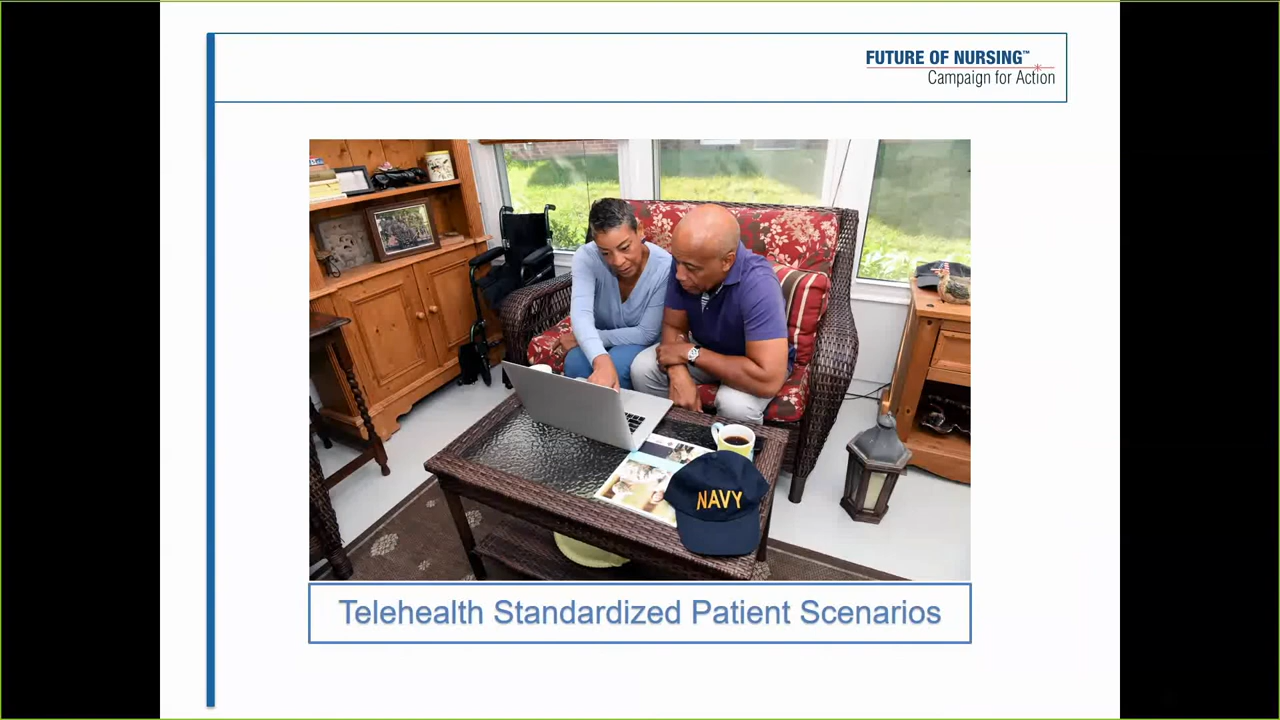 FUTURE OF NURSING™
Campaign for Action
NAVY
Telehealth Standardized Patient Scenarios